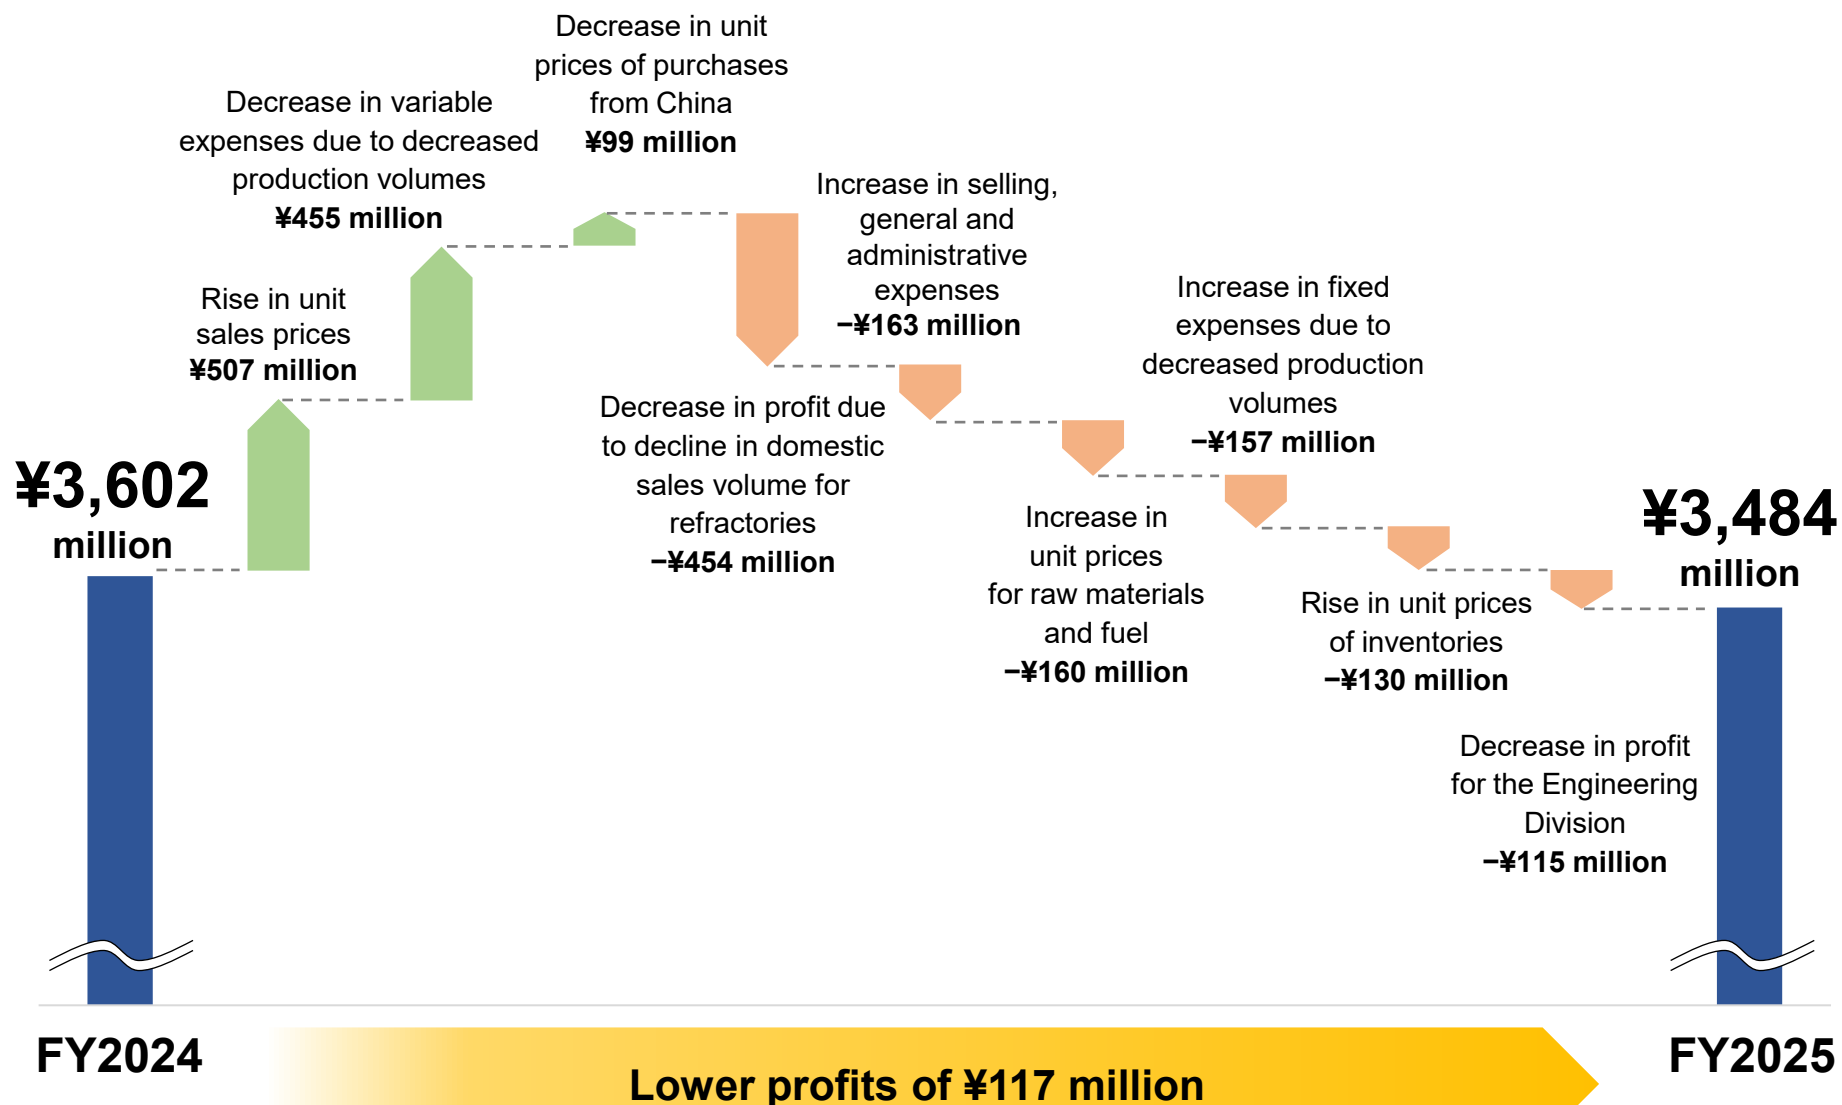 Decrease in unit
prices of purchases
from China
¥99 million
Decrease in variable
expenses due to decreased
production volumes
¥455 million
Rise in unit
sales prices
¥507 million
¥3,602
million
Increase in selling,
general and
administrative
expenses
−¥163 million
Decrease in profit due
to decline in domestic
sales volume for
refractories
−¥454 million
Increase in fixed
expenses due to
decreased production
volumes
−¥157 million
Increase in
unit prices
for raw materials
and fuel
−¥160 million
Rise in unit prices
of inventories
−¥130 million
Decrease in profit
for the Engineering
Division
−¥115 million
¥3,484
million
FY2024
Lower profits of ¥117 million
FY2025